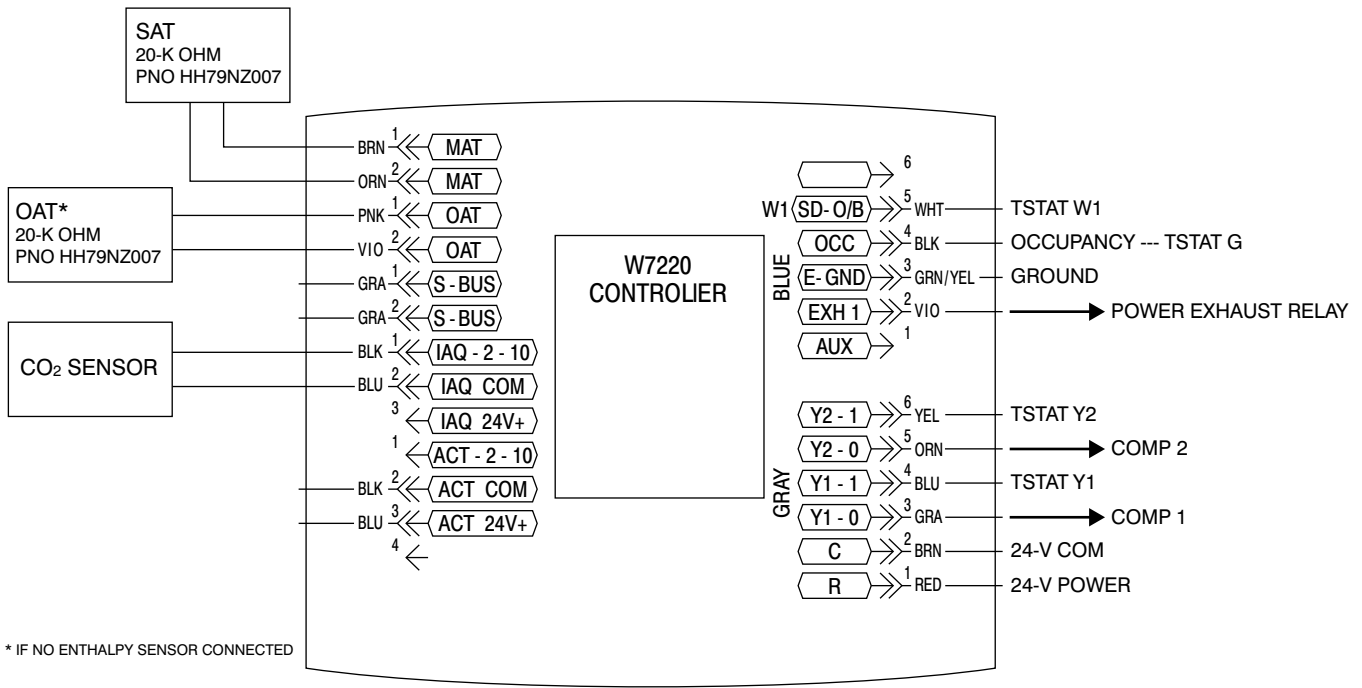 SAT
20-K OHM
PNO HH79NZ007
OAT*
20-K OHM
PNO HH79NZ007
CO2 SENSOR
BRN 1 MAT
ORN 2 MAT
PNK 1 OAT
VIO 2 OAT
GRA 1 S-BUS
GRA 2 S-BUS
BLK 1 IAQ - 2 - 10
BLU 2 IAQ COM
3 IAQ 24V+
1 ACT - 2 - 10
BLK 2 ACT COM
BLU 3 ACT 24V+
4
W7220
CONTROLIER
BLUE
6
W1 SD- O/B 5 WHT TSTAT W1
OCC 4 BLK OCCUPANCY --- TSTAT G
E- GND 3 GRN/YEL GROUND
EXH 1 2 VIO POWER EXHAUST RELAY
AUX 1
GRAY
Y2 - 1 6 YEL TSTAT Y2
Y2 - 0 5 ORN COMP 2
Y1 - 1 4 BLU TSTAT Y1
Y1 - 0 3 GRA COMP 1
C 2 BRN 24-V COM
R 1 RED 24-V POWER
* IF NO ENTHALPY SENSOR CONNECTED